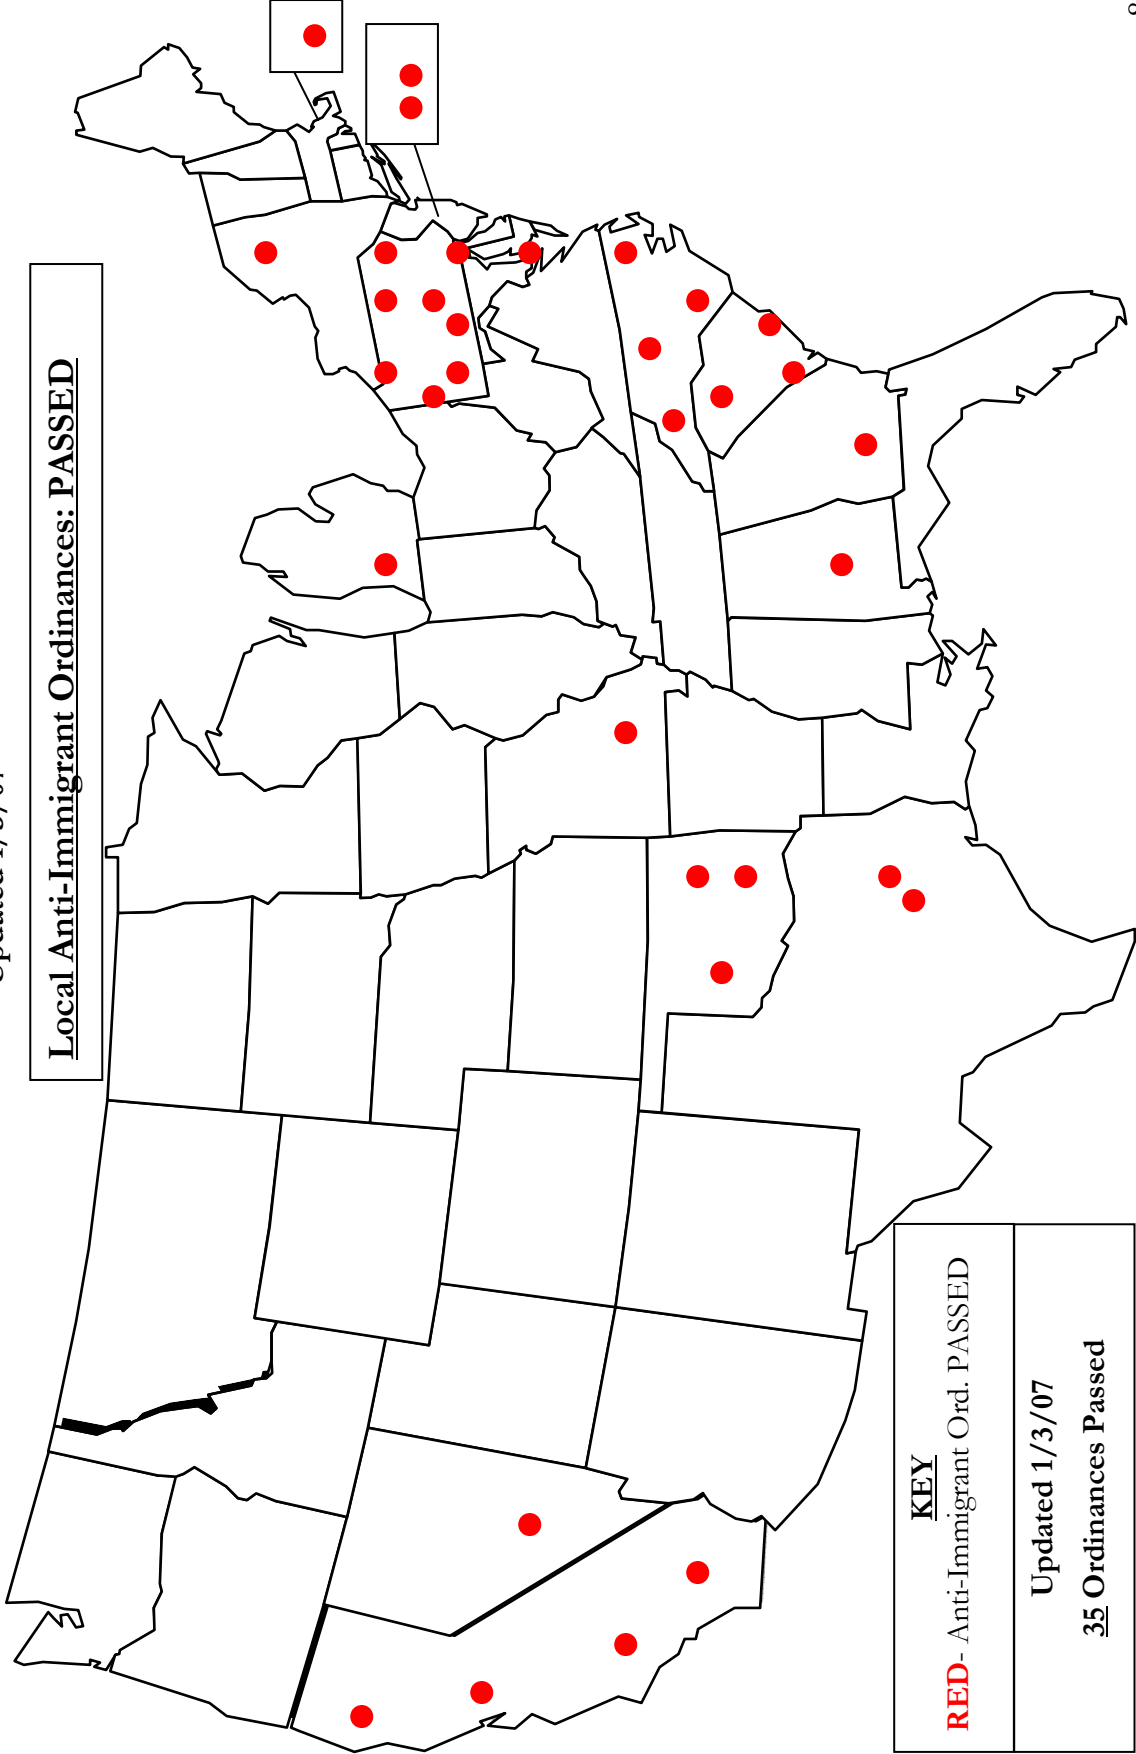 Local Anti-Immigrant Ordinances: PASSED
KEY
RED- Anti-Immigrant Ord. PASSED
Updated 1/3/07
35 Ordinances Passed